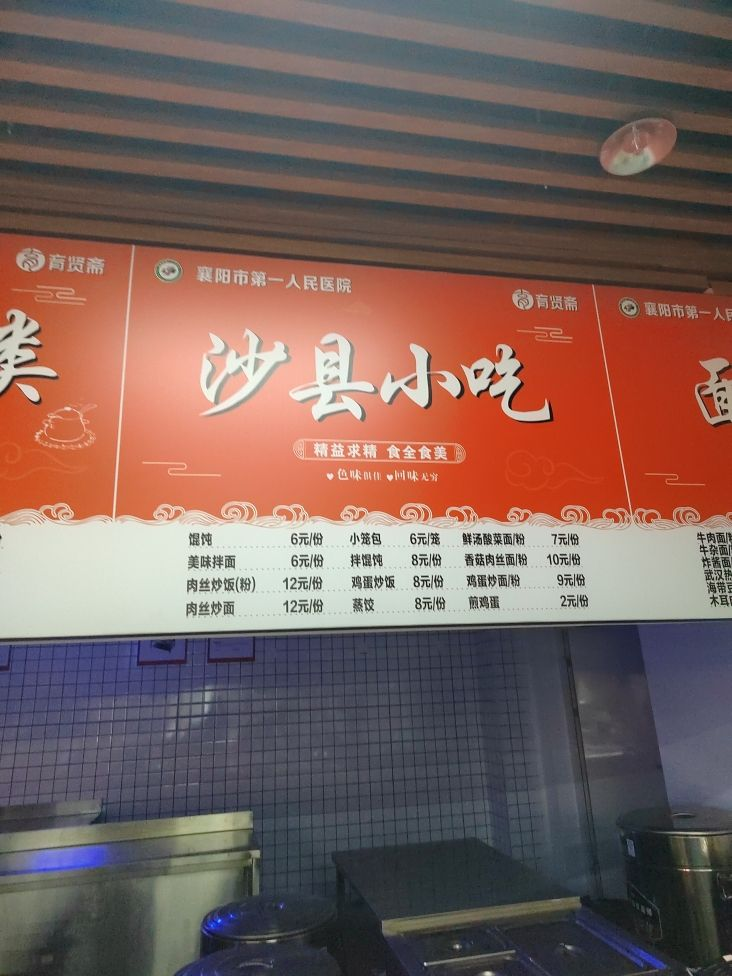 育贤斋
类
襄阳市第一人民医院
育贤斋
沙县小吃
精益求精 食全食美
色味俱佳 回味无穷
馄饨 6元/份 小笼包 6元/笼 鲜汤酸菜面/粉 7元/份
美味拌面 6元/份 拌馄饨 8元/份 香菇肉丝面/粉 10元/份
肉丝炒饭(粉) 12元/份 鸡蛋炒饭 8元/份 鸡蛋炒面/粉 9元/份
肉丝炒面 12元/份 蒸饺 8元/份 煎鸡蛋 2元/份
襄阳市第一人民
面
牛肉面/
牛杂面/
炸酱面/
武汉热
海带
木耳